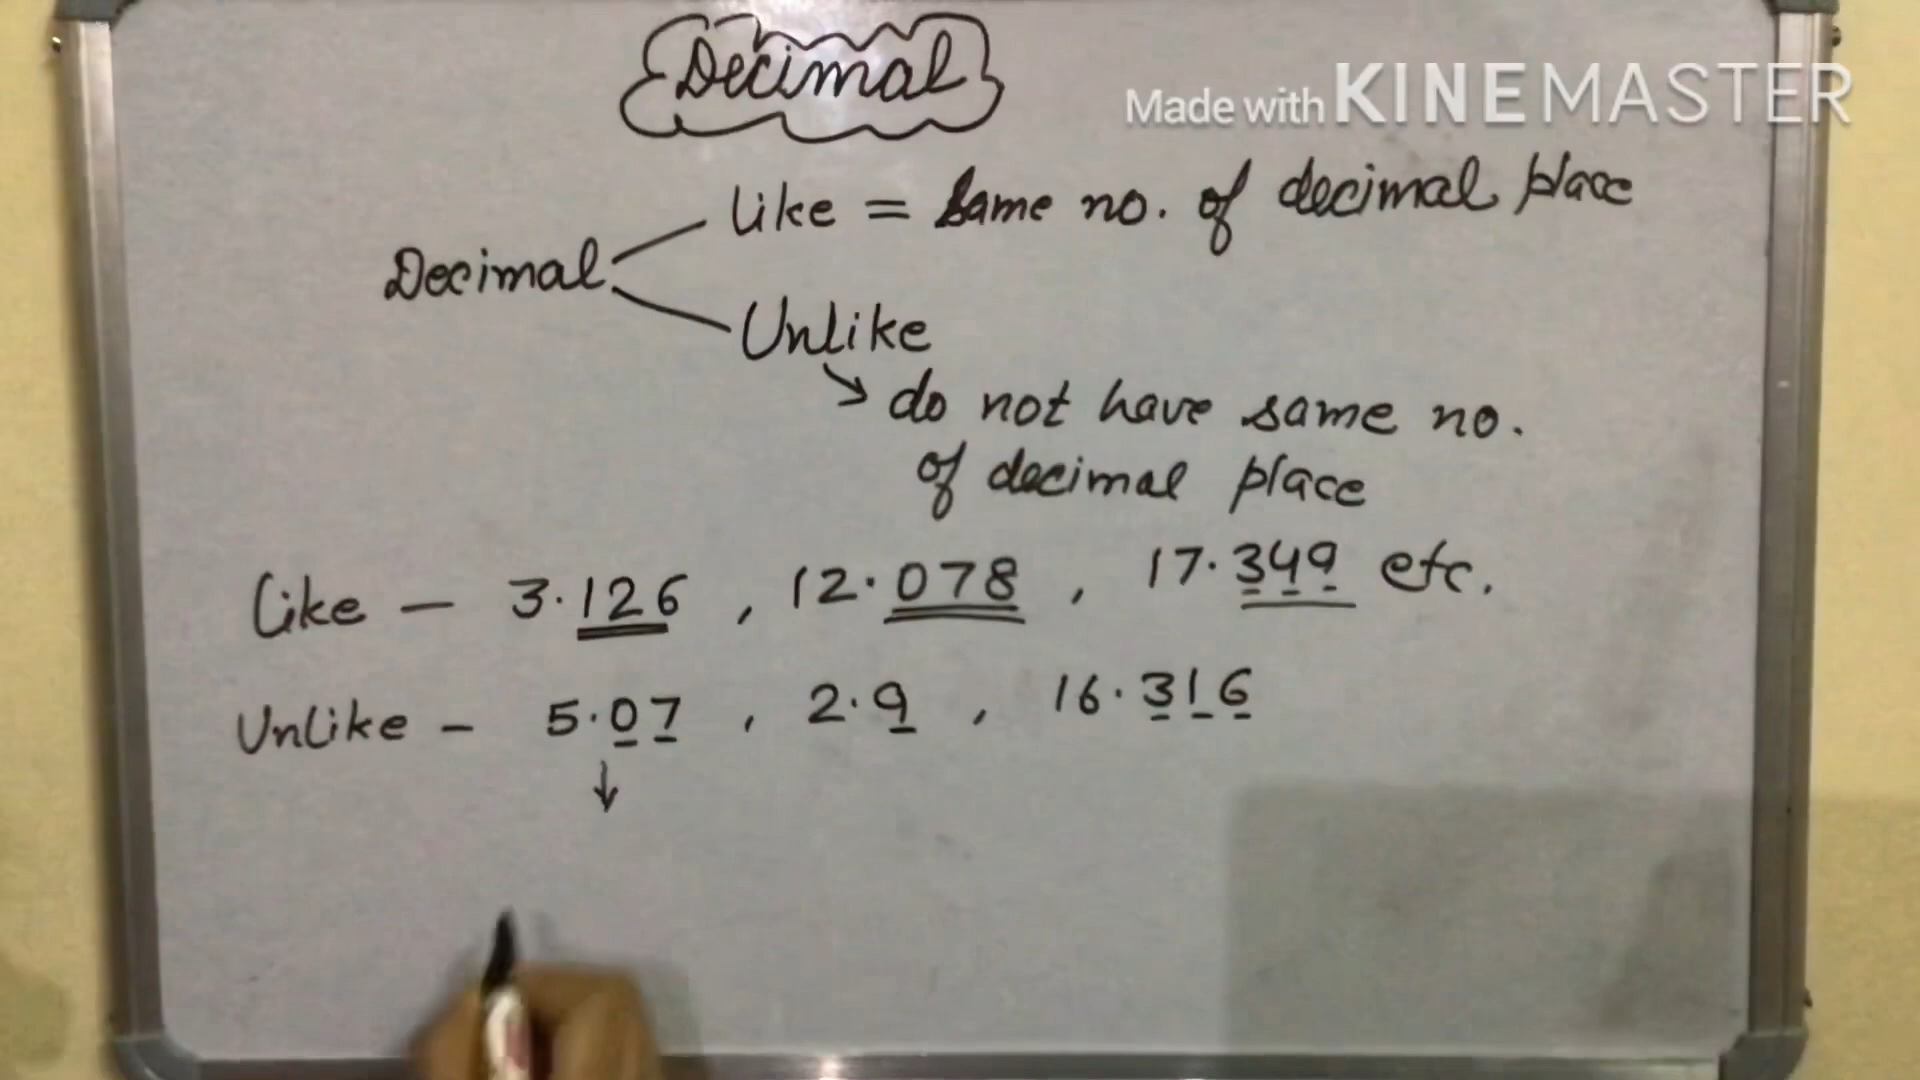 Decimal
Made with KINEMASTER
Like = Same no. of decimal place
Decimal
Unlike
↘ do not have same no.
of decimal place
Like — 3.126 , 12.078 , 17.349 etc.
Unlike - 5.07 , 2.9 , 16.316
↓